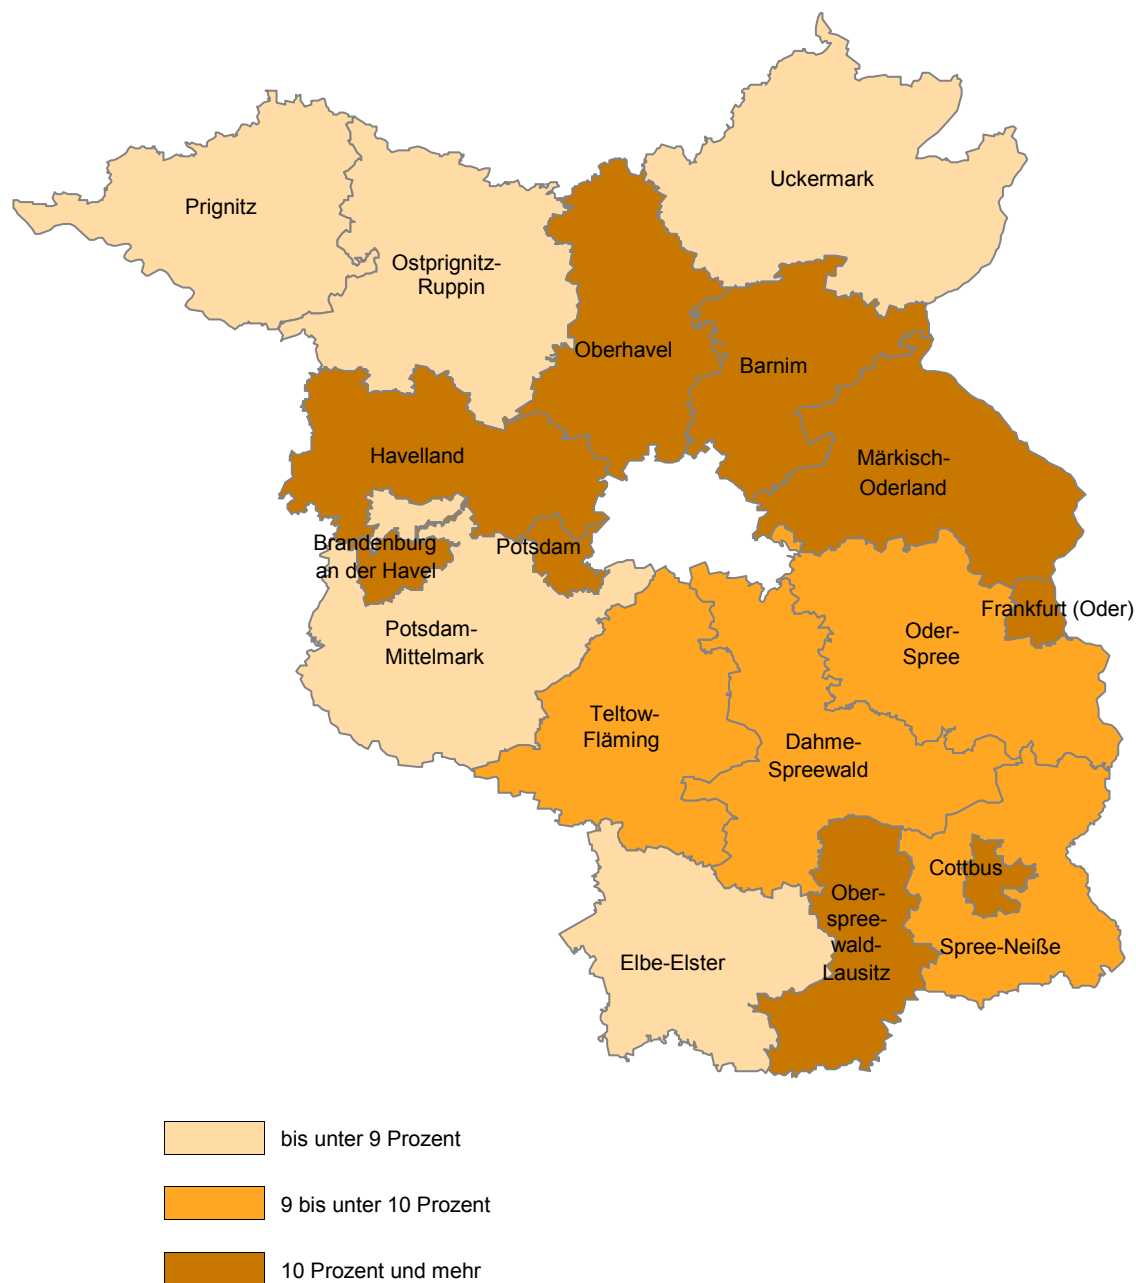 Uckermark
Prignitz
Ostprignitz-
Ruppin
Oberhavel
Barnim
Havelland
Märkisch-
Oderland
Brandenburg
an der Havel
Potsdam
Frankfurt (Oder)
Potsdam-
Mittelmark
Oder-
Spree
Teltow-
Fläming
Dahme-
Spreewald
Cottbus
Ober-
spree-
wald-
Lausitz
Spree-Neiße
Elbe-Elster
bis unter 9 Prozent
9 bis unter 10 Prozent
10 Prozent und mehr